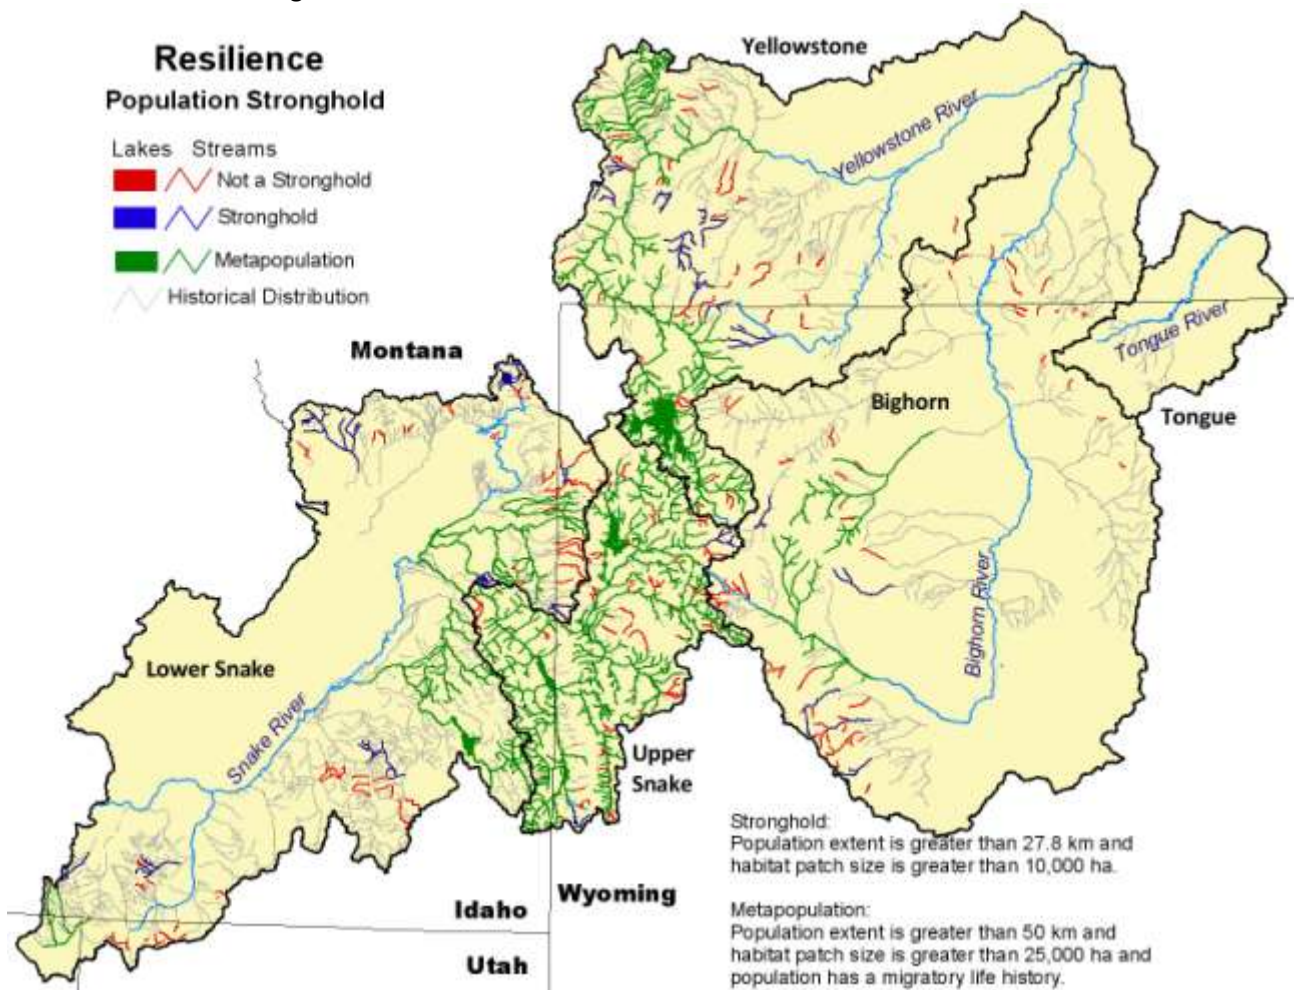 Resilience
Population Stronghold
Lakes Streams
Not a Stronghold
Stronghold
Metapopulation
Historical Distribution
Yellowstone
Yellowstone River
Montana
Bighorn
Tongue River
Tongue
Lower Snake
Snake River
Bighorn River
Upper
Snake
Idaho
Wyoming
Utah
Stronghold:
Population extent is greater than 27.8 km and
habitat patch size is greater than 10,000 ha.
Metapopulation:
Population extent is greater than 50 km and
habitat patch size is greater than 25,000 ha and
population has a migratory life history.